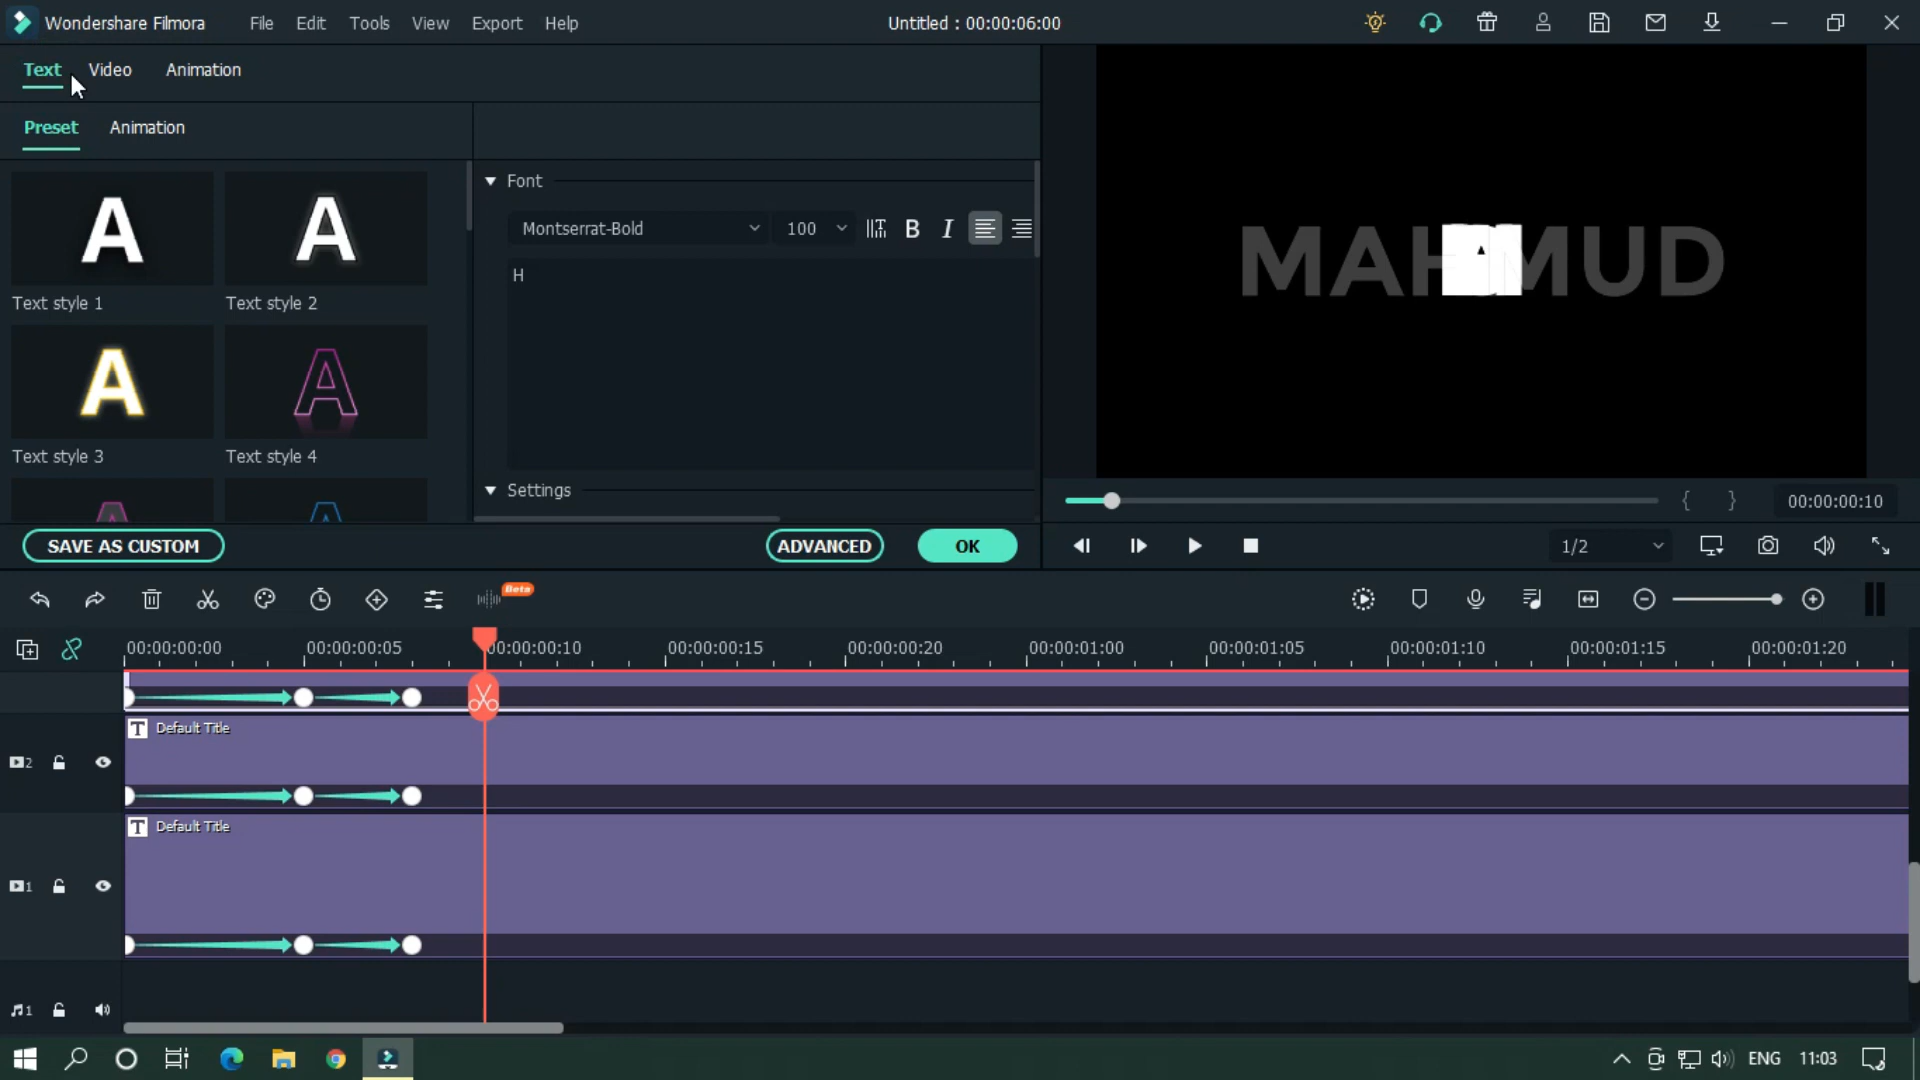 Wondershare Filmora File Edit Tools View Export Help Untitled : 00:00:06:00
Text Video Animation
Preset Animation
Font
Montserrat-Bold 100 B I
H
A A
Text style 1 Text style 2
A A
Text style 3 Text style 4
Settings
SAVE AS CUSTOM ADVANCED OK
MAHMUD
{ } 00:00:00:10
1/2
Beta
00:00:00:00 00:00:00:05 00:00:00:10 00:00:00:15 00:00:00:20 00:00:01:00 00:00:01:05 00:00:01:10 00:00:01:15 00:00:01:20
T Default Title
2
T Default Title
1
1
ENG 11:03